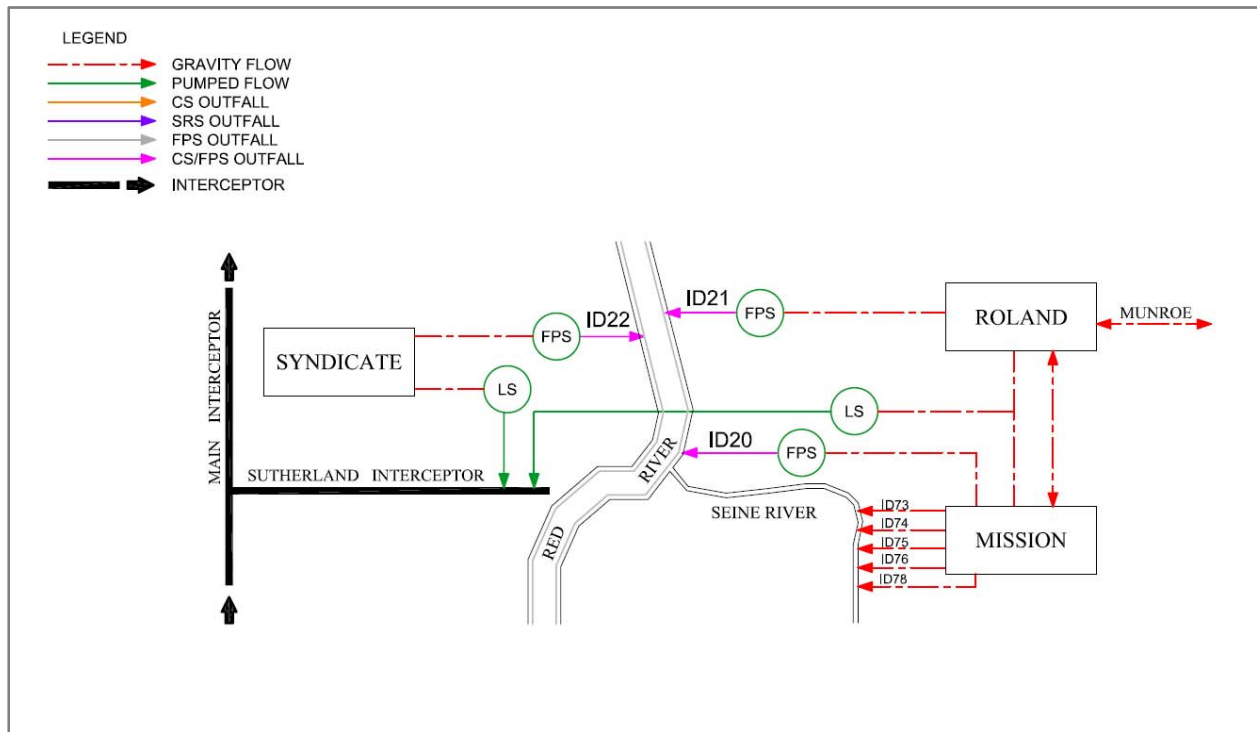 LEGEND
GRAVITY FLOW
PUMPED FLOW
CS OUTFALL
SRS OUTFALL
FPS OUTFALL
CS/FPS OUTFALL
INTERCEPTOR
MAIN INTERCEPTOR
SYNDICATE
FPS
ID22
LS
SUTHERLAND INTERCEPTOR
RED
RIVER
ID21
FPS
ROLAND
MUNROE
LS
ID20
FPS
SEINE RIVER
ID73
ID74
ID75
ID76
ID78
MISSION